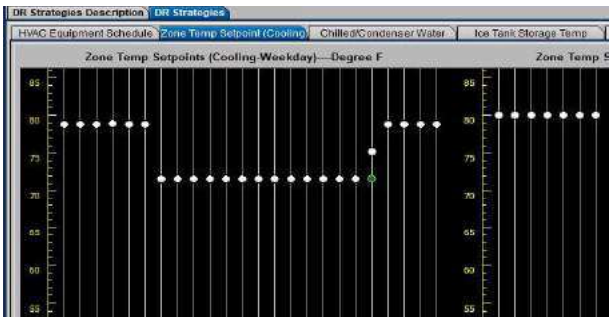 DR Strategies Description DR Strategies
HVAC Equipment Schedule Zone Temp Setpoint (Cooling) Chilled/Condenser Water Ice Tank Storage Temp
Zone Temp Setpoints (Cooling-Weekday)----Degree F Zone Temp S
85 85
80 80
75 75
70 70
65 65
60 60
55 55